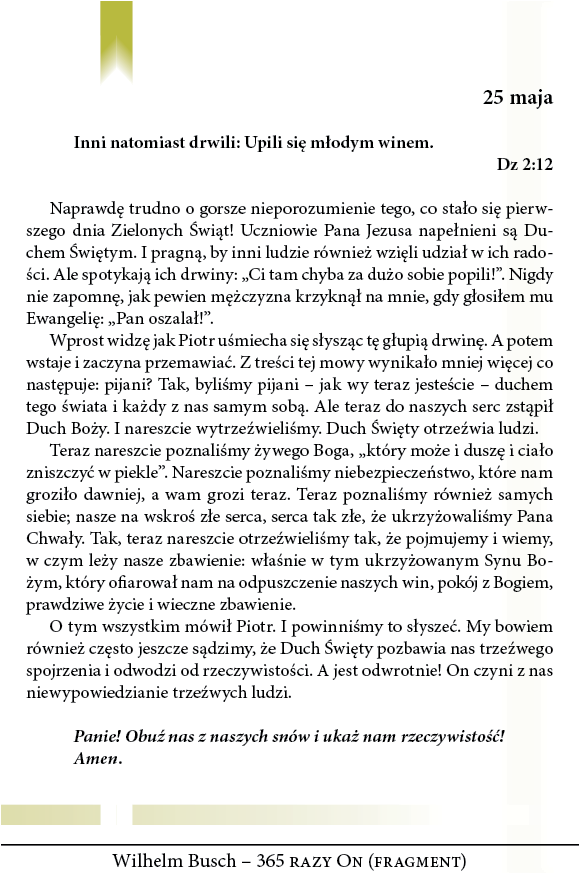 25 maja
Inni natomiast drwili: Upili się młodym winem.
Dz 2:12
Naprawdę trudno o gorsze nieporozumienie tego, co stało się pierw-
szego dnia Zielonych Świąt! Uczniowie Pana Jezusa napełnieni są Du-
chem Świętym. I pragną, by inni ludzie również wzięli udział w ich rado-
ści. Ale spotykają ich drwiny: „Ci tam chyba za dużo sobie popili!”. Nigdy
nie zapomnę, jak pewien mężczyzna krzyknął na mnie, gdy głosiłem mu
Ewangelię: „Pan oszalał!”.
Wprost widzę jak Piotr uśmiecha się słysząc tę głupią drwinę. A potem
wstaje i zaczyna przemawiać. Z treści tej mowy wynikało mniej więcej co
następuje: pijani? Tak, byliśmy pijani – jak wy teraz jesteście – duchem
tego świata i każdy z nas samym sobą. Ale teraz do naszych serc zstąpił
Duch Boży. I nareszcie wytrzeźwieliśmy. Duch Święty otrzeźwia ludzi.
Teraz nareszcie poznaliśmy żywego Boga, „który może i duszę i ciało
zniszczyć w piekle”. Nareszcie poznaliśmy niebezpieczeństwo, które nam
groziło dawniej, a wam grozi teraz. Teraz poznaliśmy również samych
siebie; nasze na wskroś złe serca, serca tak złe, że ukrzyżowaliśmy Pana
Chwały. Tak, teraz nareszcie otrzeźwieliśmy tak, że pojmujemy i wiemy,
w czym leży nasze zbawienie: właśnie w tym ukrzyżowanym Synu Bo-
żym, który ofiarował nam na odpuszczenie naszych win, pokój z Bogiem,
prawdziwe życie i wieczne zbawienie.
O tym wszystkim mówił Piotr. I powinniśmy to słyszeć. My bowiem
również często jeszcze sądzimy, że Duch Święty pozbawia nas trzeźwego
spojrzenia i odwodzi od rzeczywistości. A jest odwrotnie! On czyni z nas
niewypowiedzianie trzeźwych ludzi.
Panie! Obuź nas z naszych snów i ukaż nam rzeczywistość!
Amen.
Wilhelm Busch – 365 RAZY ON (FRAGMENT)